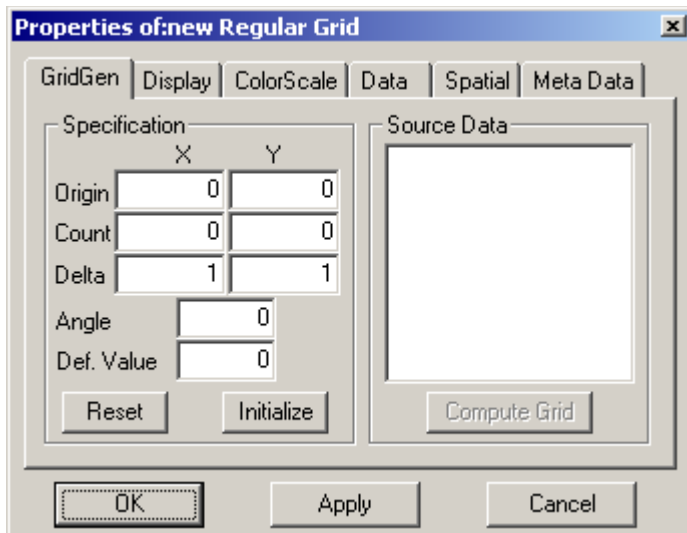 Properties of:new Regular Grid
GridGen Display ColorScale Data Spatial Meta Data
Specification
X Y
Origin 0 0
Count 0 0
Delta 1 1
Angle 0
Def. Value 0
Reset Initialize
Source Data
Compute Grid
OK Apply Cancel